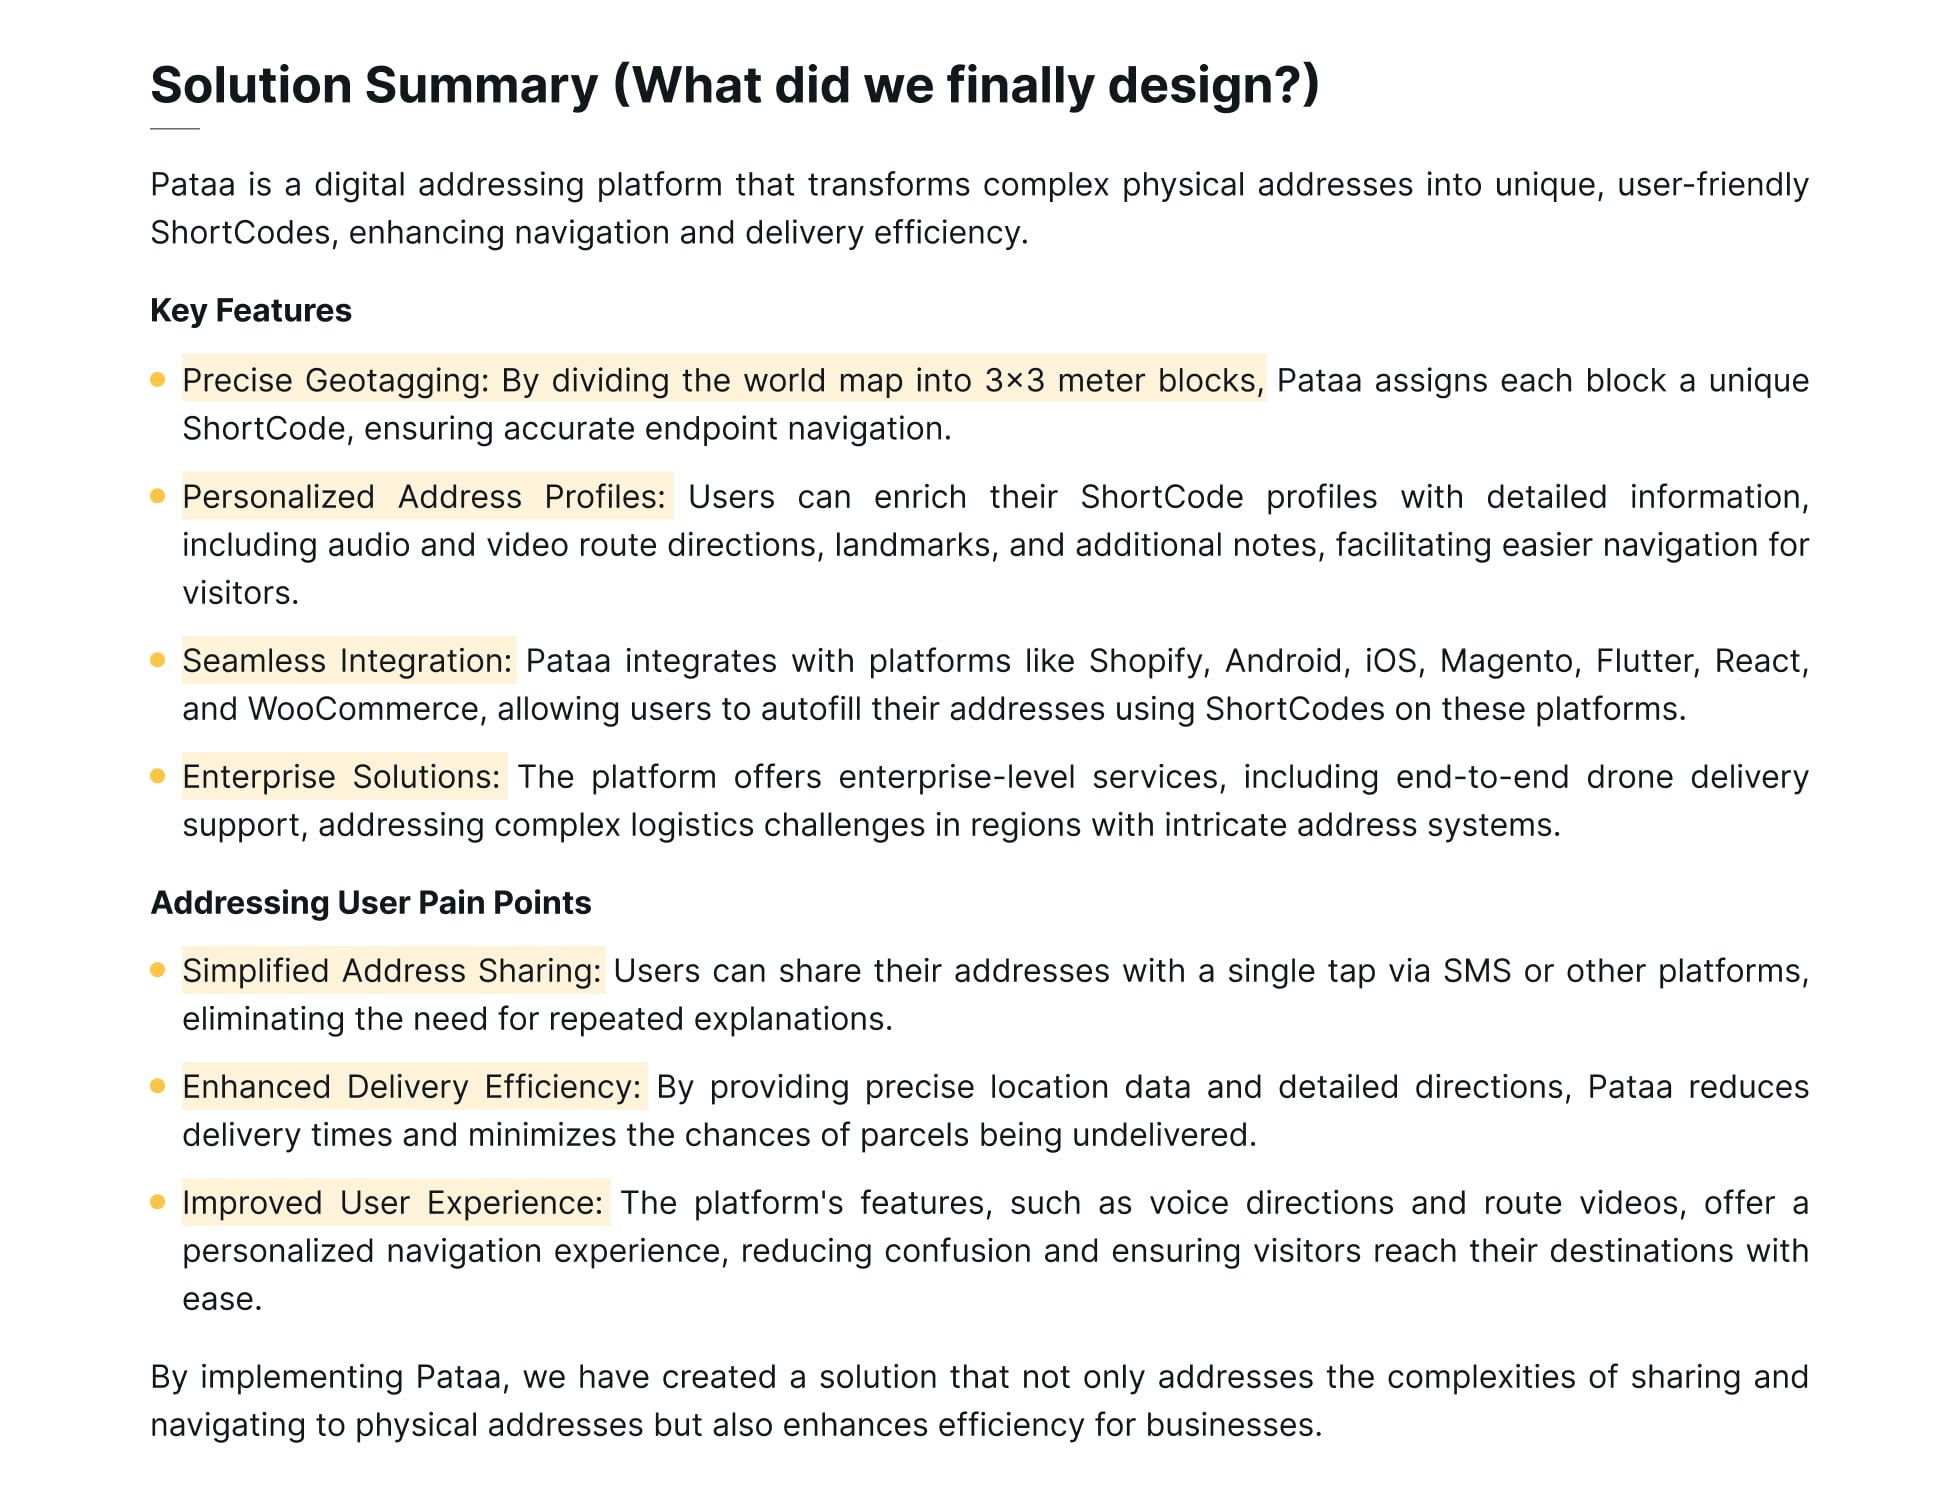 Solution Summary (What did we finally design?)
Pataa is a digital addressing platform that transforms complex physical addresses into unique, user-friendly
ShortCodes, enhancing navigation and delivery efficiency.
Key Features
Precise Geotagging: By dividing the world map into 3×3 meter blocks, Pataa assigns each block a unique
ShortCode, ensuring accurate endpoint navigation.
Personalized Address Profiles: Users can enrich their ShortCode profiles with detailed information,
including audio and video route directions, landmarks, and additional notes, facilitating easier navigation for
visitors.
Seamless Integration: Pataa integrates with platforms like Shopify, Android, iOS, Magento, Flutter, React,
and WooCommerce, allowing users to autofill their addresses using ShortCodes on these platforms.
Enterprise Solutions: The platform offers enterprise-level services, including end-to-end drone delivery
support, addressing complex logistics challenges in regions with intricate address systems.
Addressing User Pain Points
Simplified Address Sharing: Users can share their addresses with a single tap via SMS or other platforms,
eliminating the need for repeated explanations.
Enhanced Delivery Efficiency: By providing precise location data and detailed directions, Pataa reduces
delivery times and minimizes the chances of parcels being undelivered.
Improved User Experience: The platform's features, such as voice directions and route videos, offer a
personalized navigation experience, reducing confusion and ensuring visitors reach their destinations with
ease.
By implementing Pataa, we have created a solution that not only addresses the complexities of sharing and
navigating to physical addresses but also enhances efficiency for businesses.